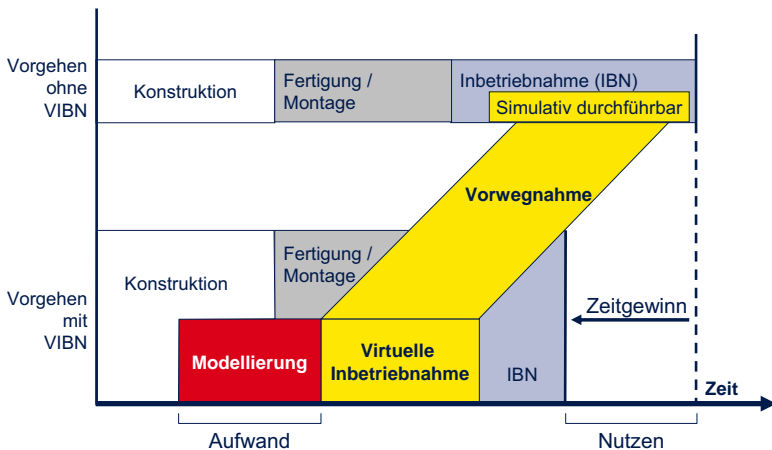 Vorgehen
ohne
VIBN
Konstruktion
Fertigung /
Montage
Inbetriebnahme (IBN)
Simulativ durchführbar
Vorwegnahme
Vorgehen
mit
VIBN
Konstruktion
Fertigung /
Montage
Modellierung
Virtuelle
Inbetriebnahme
IBN
Zeitgewinn
Zeit
Aufwand
Nutzen